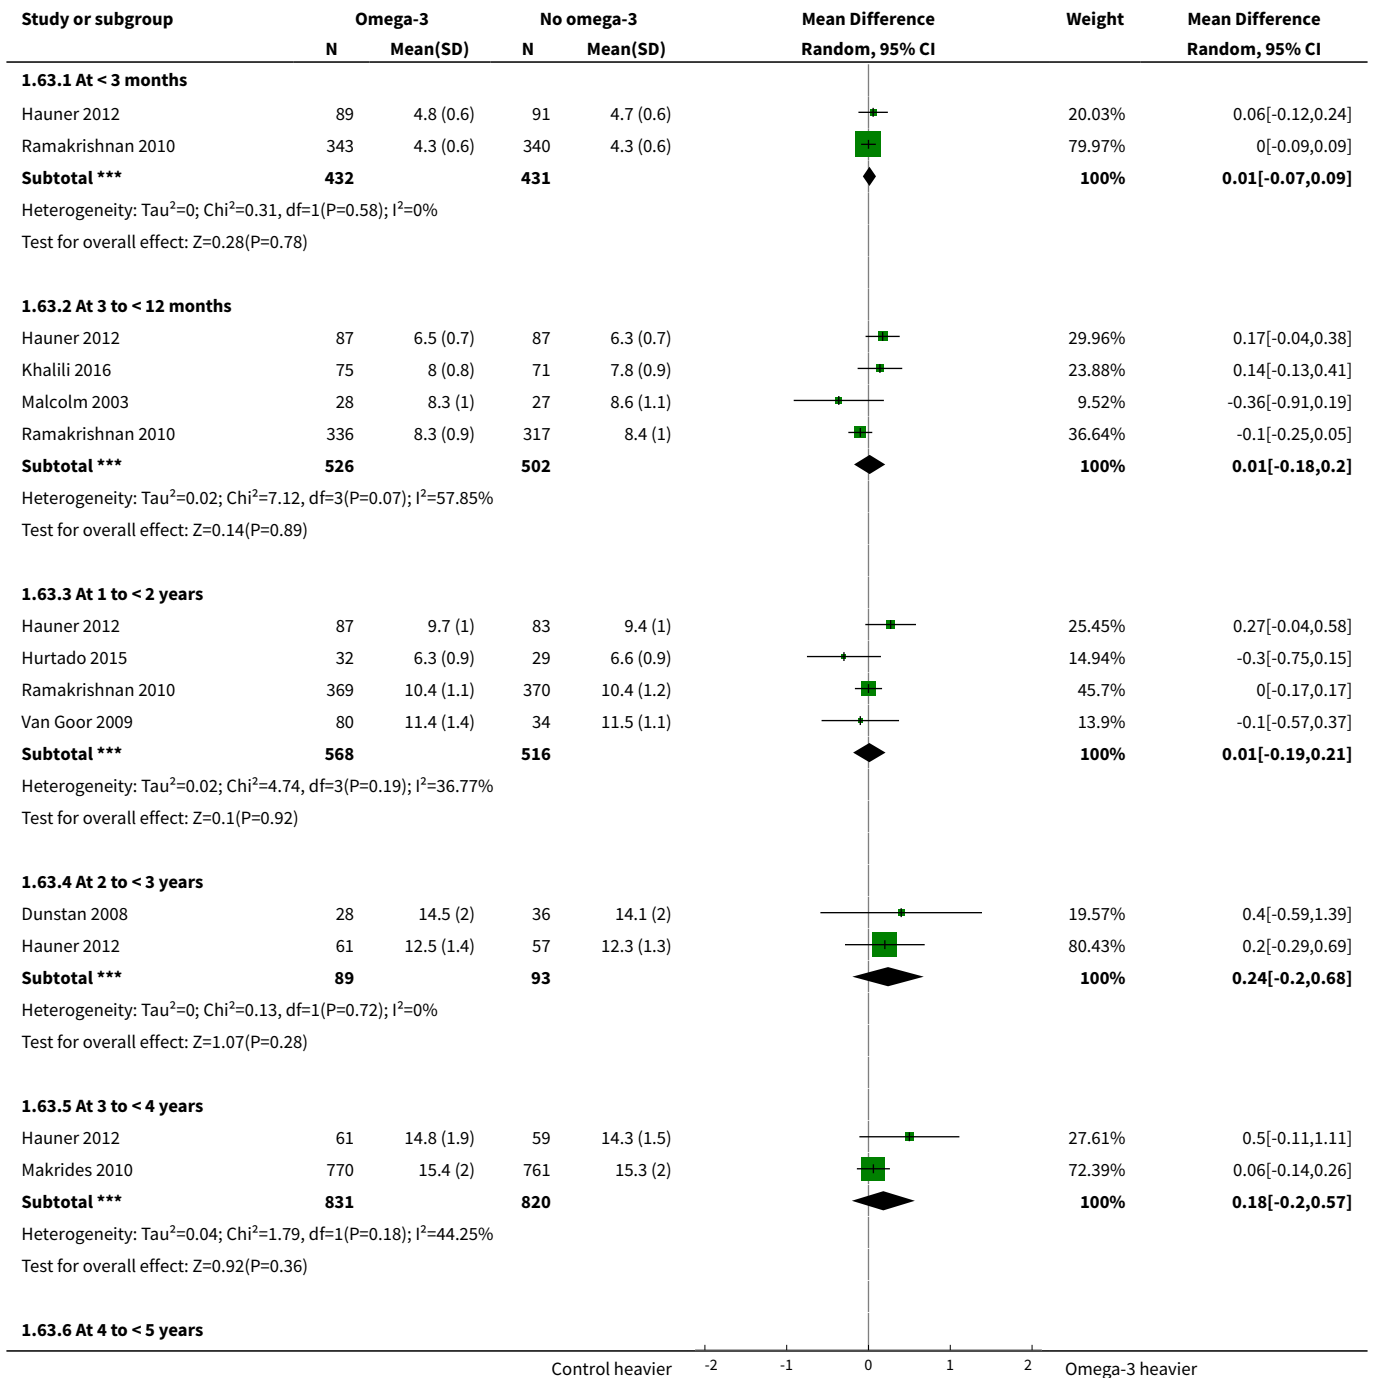 Study or subgroup Omega-3 No omega-3 Mean Difference Weight Mean Difference
N Mean(SD) N Mean(SD) Random, 95% CI Random, 95% CI
1.63.1 At < 3 months
Hauner 2012 89 4.8 (0.6) 91 4.7 (0.6) 20.03% 0.06[-0.12,0.24]
Ramakrishnan 2010 343 4.3 (0.6) 340 4.3 (0.6) 79.97% 0[-0.09,0.09]
Subtotal *** 432 431 100% 0.01[-0.07,0.09]
Heterogeneity: Tau²=0; Chi²=0.31, df=1(P=0.58); I²=0%
Test for overall effect: Z=0.28(P=0.78)
1.63.2 At 3 to < 12 months
Hauner 2012 87 6.5 (0.7) 87 6.3 (0.7) 29.96% 0.17[-0.04,0.38]
Khalili 2016 75 8 (0.8) 71 7.8 (0.9) 23.88% 0.14[-0.13,0.41]
Malcolm 2003 28 8.3 (1) 27 8.6 (1.1) 9.52% -0.36[-0.91,0.19]
Ramakrishnan 2010 336 8.3 (0.9) 317 8.4 (1) 36.64% -0.1[-0.25,0.05]
Subtotal *** 526 502 100% 0.01[-0.18,0.2]
Heterogeneity: Tau²=0.02; Chi²=7.12, df=3(P=0.07); I²=57.85%
Test for overall effect: Z=0.14(P=0.89)
1.63.3 At 1 to < 2 years
Hauner 2012 87 9.7 (1) 83 9.4 (1) 25.45% 0.27[-0.04,0.58]
Hurtado 2015 32 6.3 (0.9) 29 6.6 (0.9) 14.94% -0.3[-0.75,0.15]
Ramakrishnan 2010 369 10.4 (1.1) 370 10.4 (1.2) 45.7% 0[-0.17,0.17]
Van Goor 2009 80 11.4 (1.4) 34 11.5 (1.1) 13.9% -0.1[-0.57,0.37]
Subtotal *** 568 516 100% 0.01[-0.19,0.21]
Heterogeneity: Tau²=0.02; Chi²=4.74, df=3(P=0.19); I²=36.77%
Test for overall effect: Z=0.1(P=0.92)
1.63.4 At 2 to < 3 years
Dunstan 2008 28 14.5 (2) 36 14.1 (2) 19.57% 0.4[-0.59,1.39]
Hauner 2012 61 12.5 (1.4) 57 12.3 (1.3) 80.43% 0.2[-0.29,0.69]
Subtotal *** 89 93 100% 0.24[-0.2,0.68]
Heterogeneity: Tau²=0; Chi²=0.13, df=1(P=0.72); I²=0%
Test for overall effect: Z=1.07(P=0.28)
1.63.5 At 3 to < 4 years
Hauner 2012 61 14.8 (1.9) 59 14.3 (1.5) 27.61% 0.5[-0.11,1.11]
Makrides 2010 770 15.4 (2) 761 15.3 (2) 72.39% 0.06[-0.14,0.26]
Subtotal *** 831 820 100% 0.18[-0.2,0.57]
Heterogeneity: Tau²=0.04; Chi²=1.79, df=1(P=0.18); I²=44.25%
Test for overall effect: Z=0.92(P=0.36)
1.63.6 At 4 to < 5 years
Control heavier -2 -1 0 1 2 Omega-3 heavier